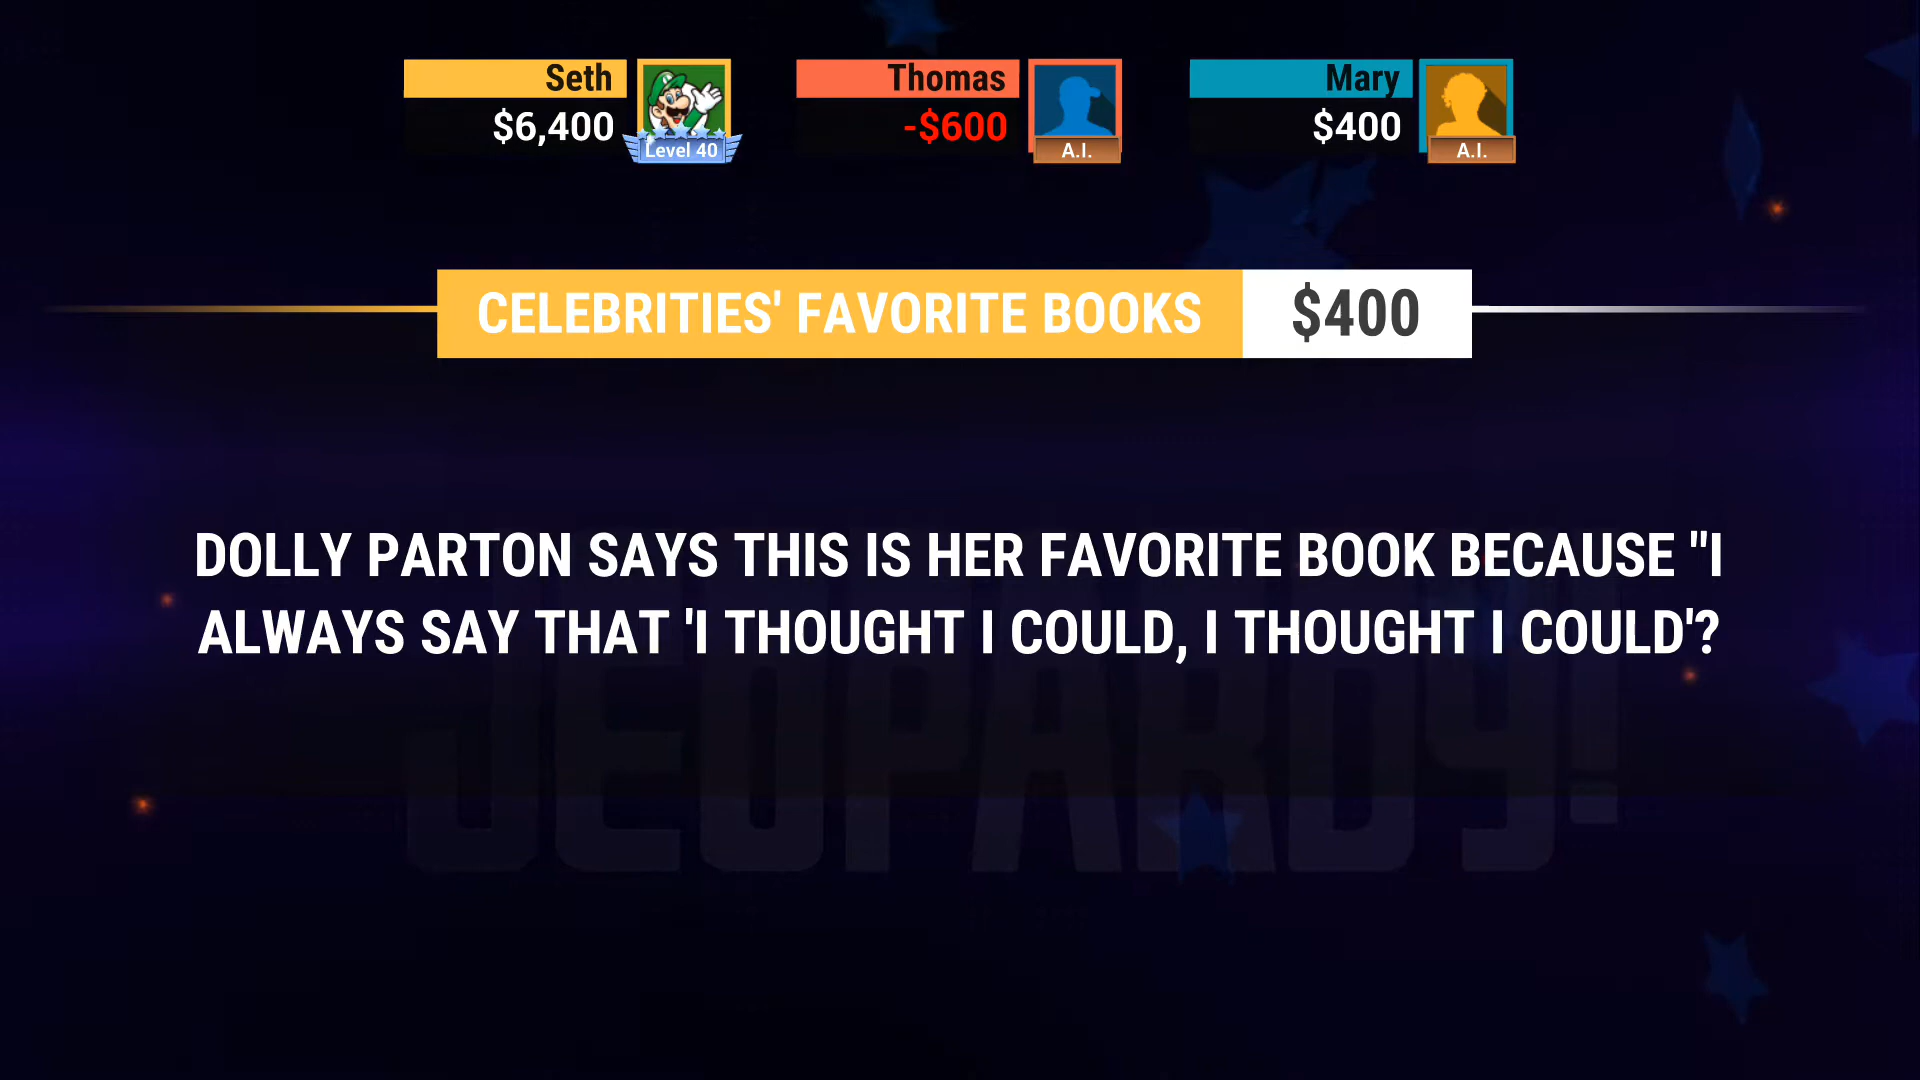 Seth
$6,400
Level 40
Thomas
-$600
A.I.
Mary
$400
A.I.
CELEBRITIES' FAVORITE BOOKS $400
DOLLY PARTON SAYS THIS IS HER FAVORITE BOOK BECAUSE "I
ALWAYS SAY THAT 'I THOUGHT I COULD, I THOUGHT I COULD'?
JEOPARDY!